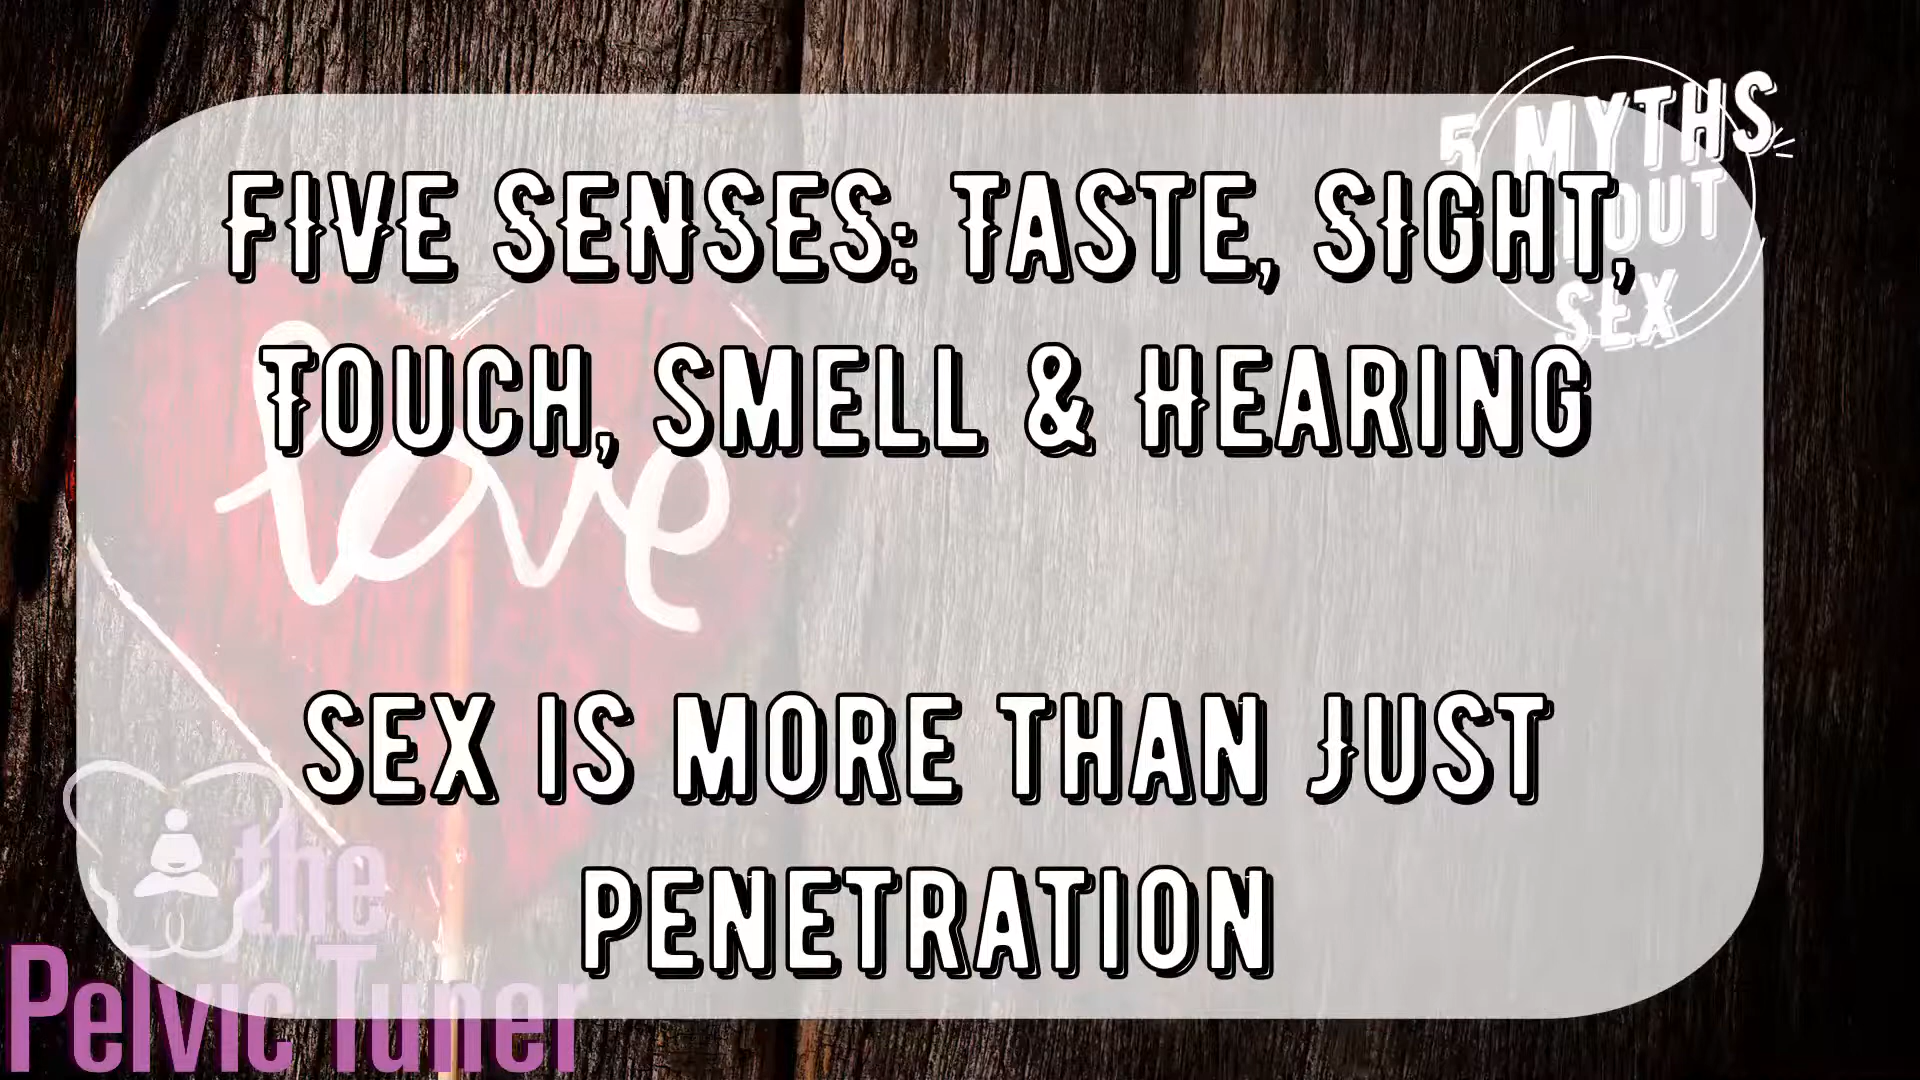 5 MYTHS
OUT
SEX
FIVE SENSES: TASTE, SIGHT,
TOUCH, SMELL & HEARING
love
SEX IS MORE THAN JUST
PENETRATION
the
Pelvic Tuner